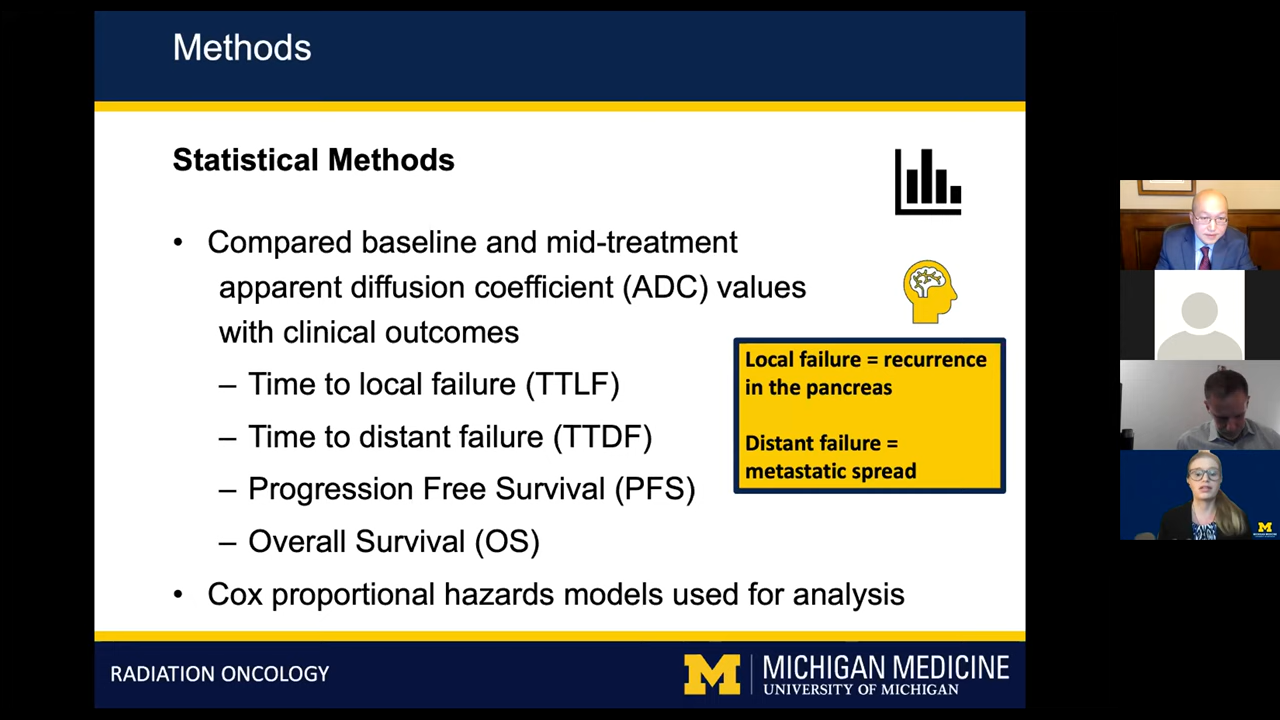 Methods
Statistical Methods
• Compared baseline and mid-treatment
apparent diffusion coefficient (ADC) values
with clinical outcomes
– Time to local failure (TTLF)
– Time to distant failure (TTDF)
– Progression Free Survival (PFS)
– Overall Survival (OS)
• Cox proportional hazards models used for analysis
Local failure = recurrence
in the pancreas
Distant failure =
metastatic spread
RADIATION ONCOLOGY
M
MICHIGAN MEDICINE
UNIVERSITY OF MICHIGAN
M